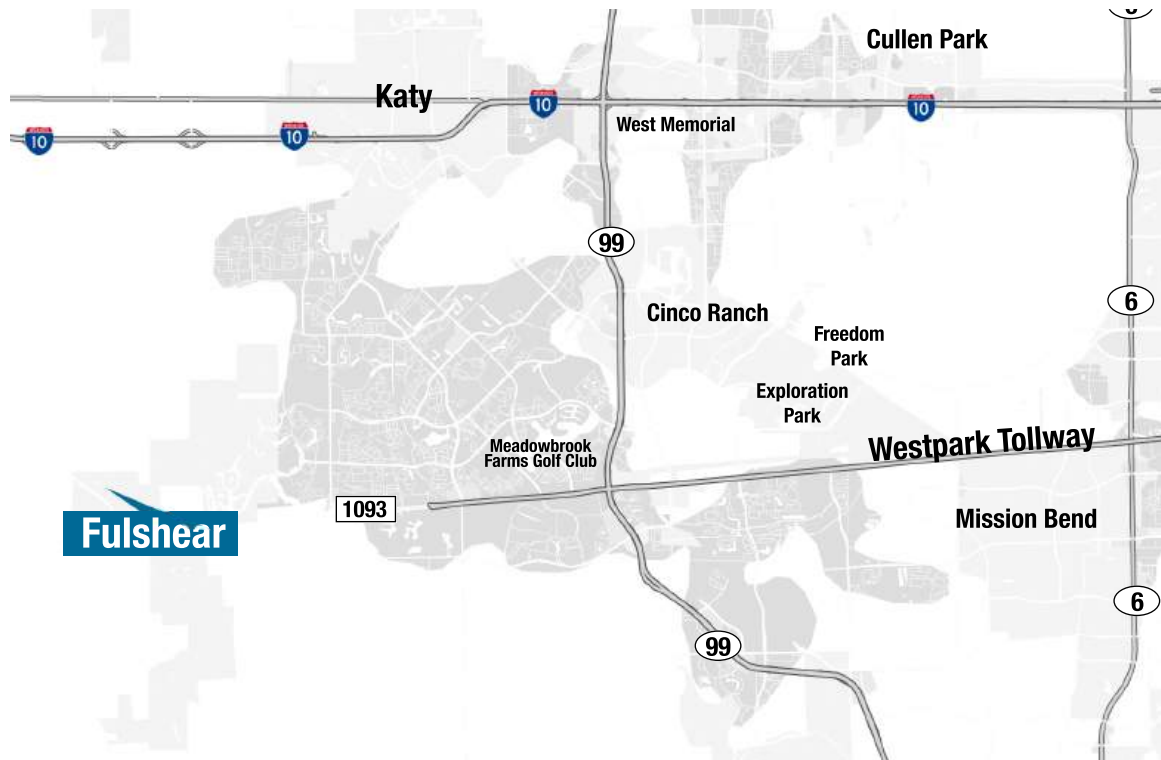 Cullen Park
Katy
10
10
West Memorial
10
10
99
6
Cinco Ranch
Freedom
Park
Exploration
Park
Meadowbrook
Farms Golf Club
Westpark Tollway
1093
Fulshear
Mission Bend
6
99